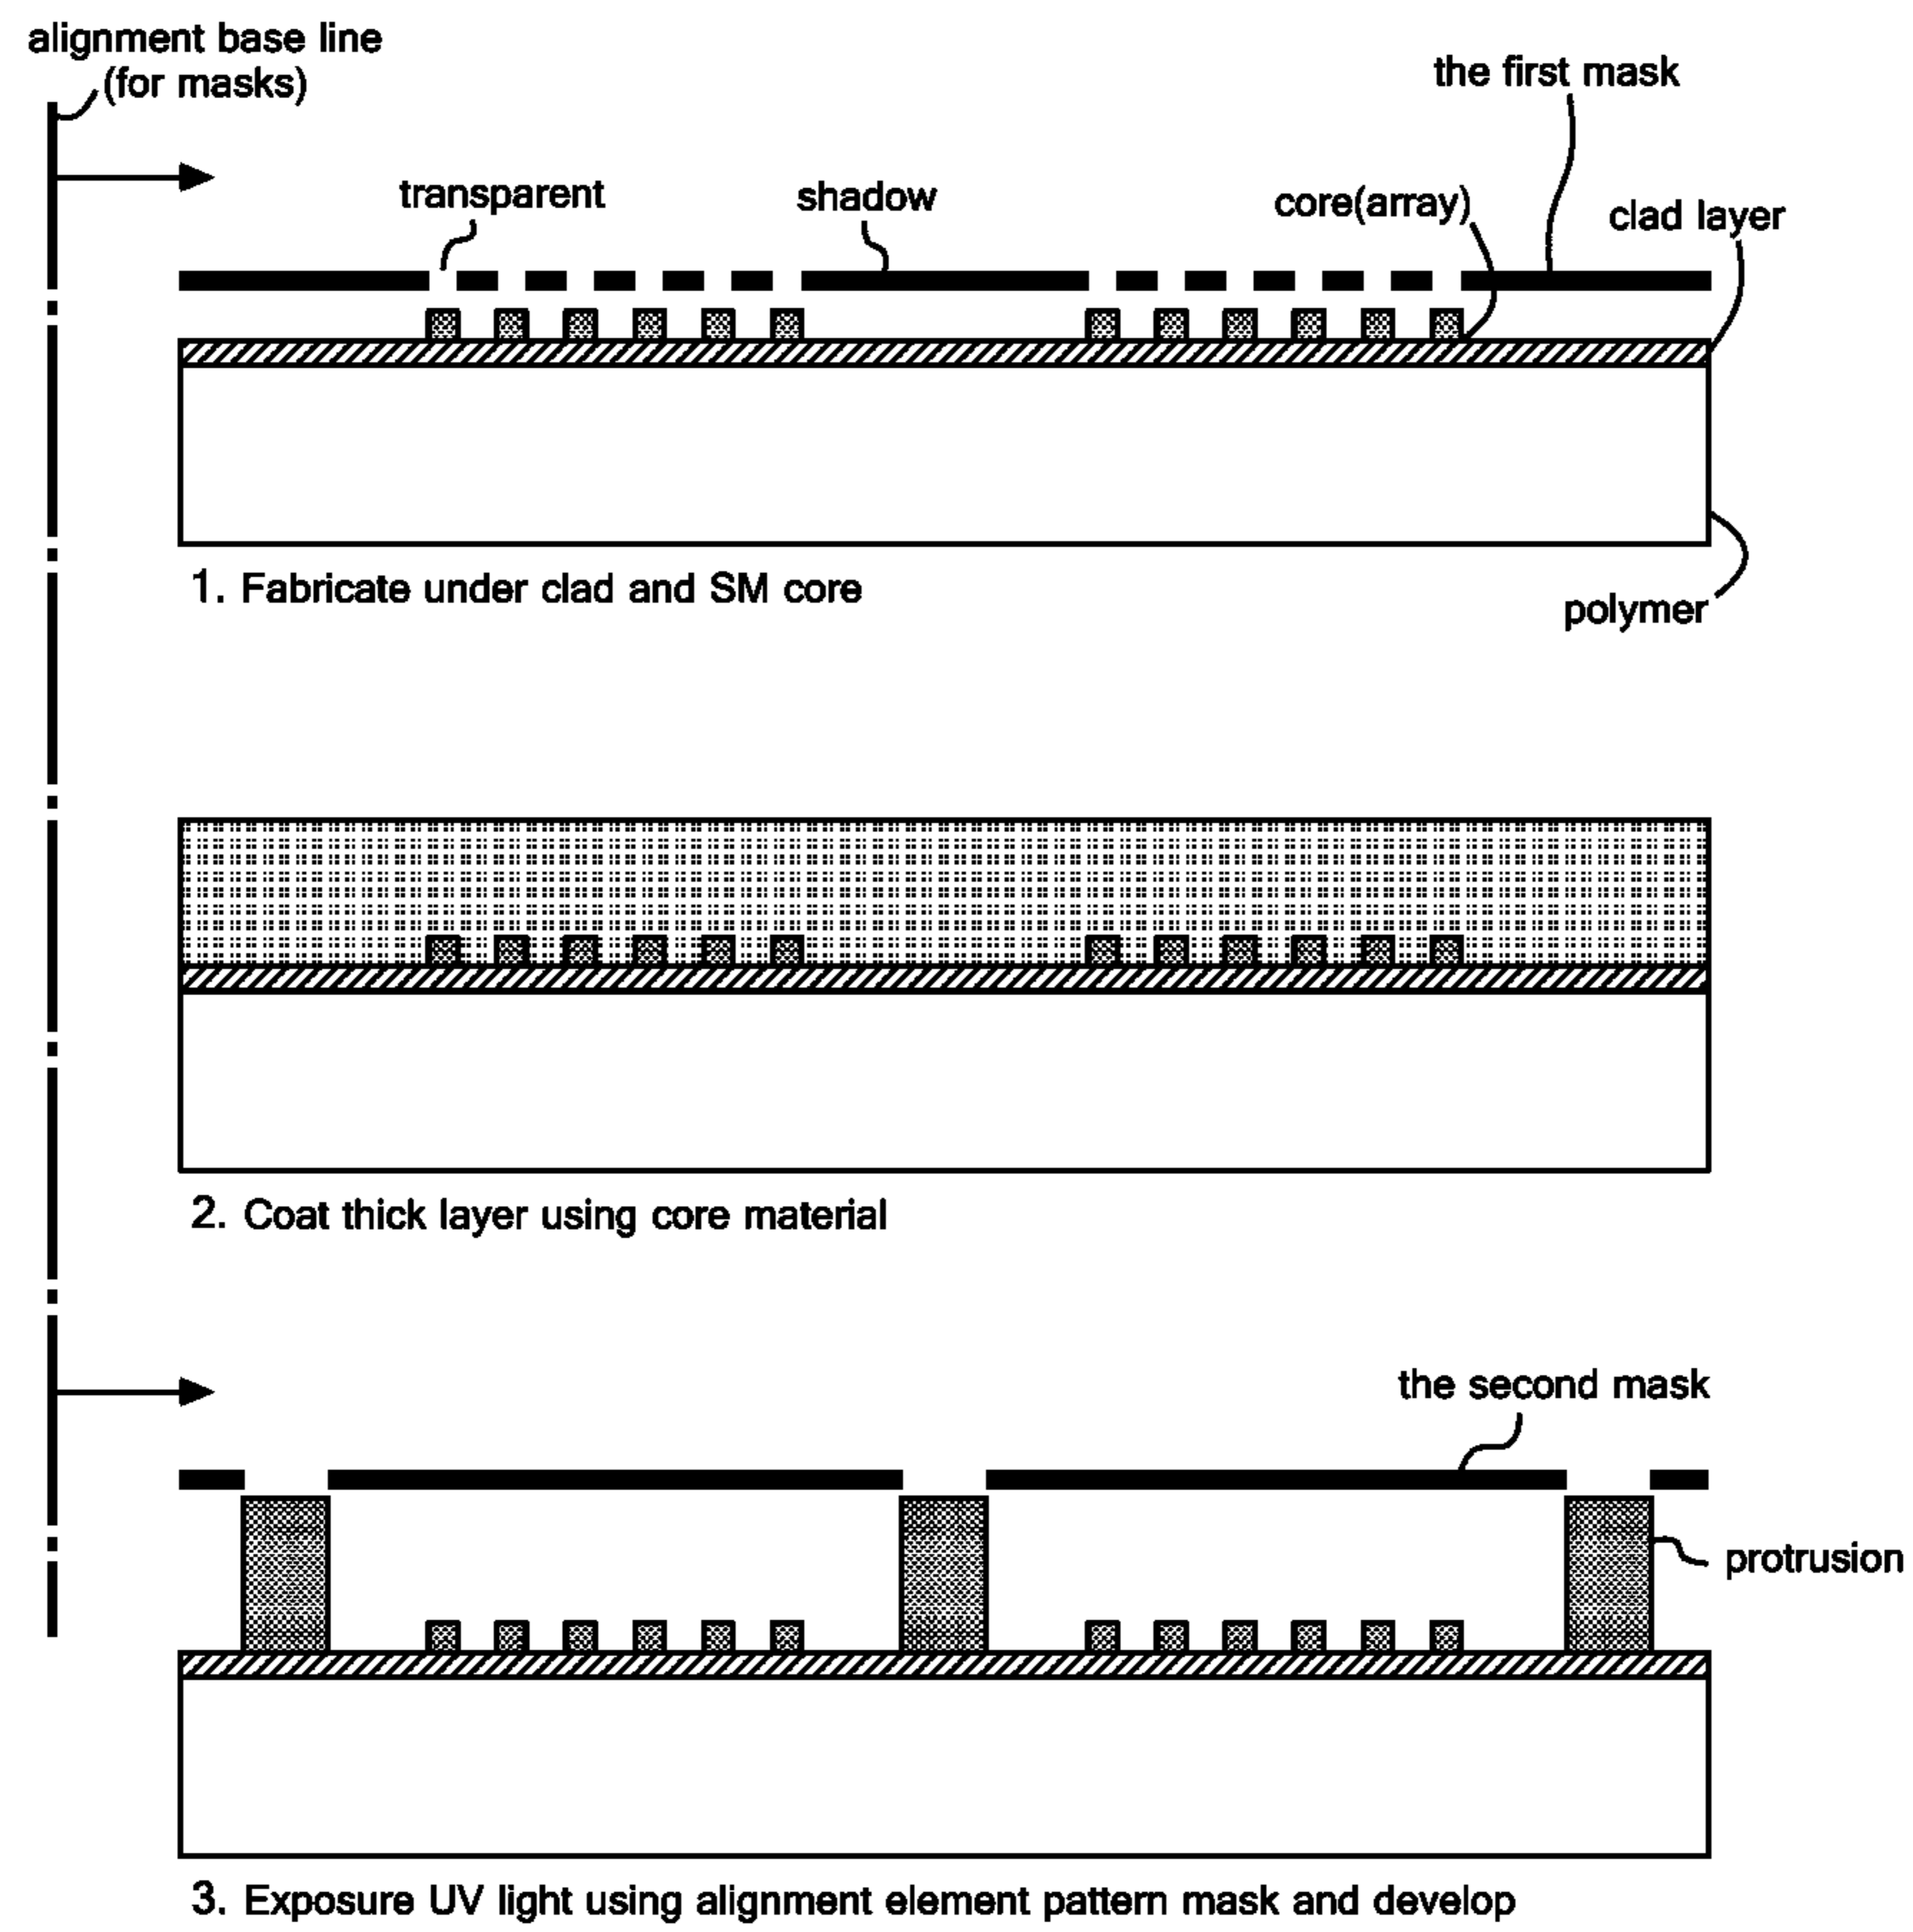 alignment base line
(for masks)
the first mask
transparent
shadow
core(array)
clad layer
1. Fabricate under clad and SM core
polymer
2. Coat thick layer using core material
the second mask
protrusion
3. Exposure UV light using alignment element pattern mask and develop